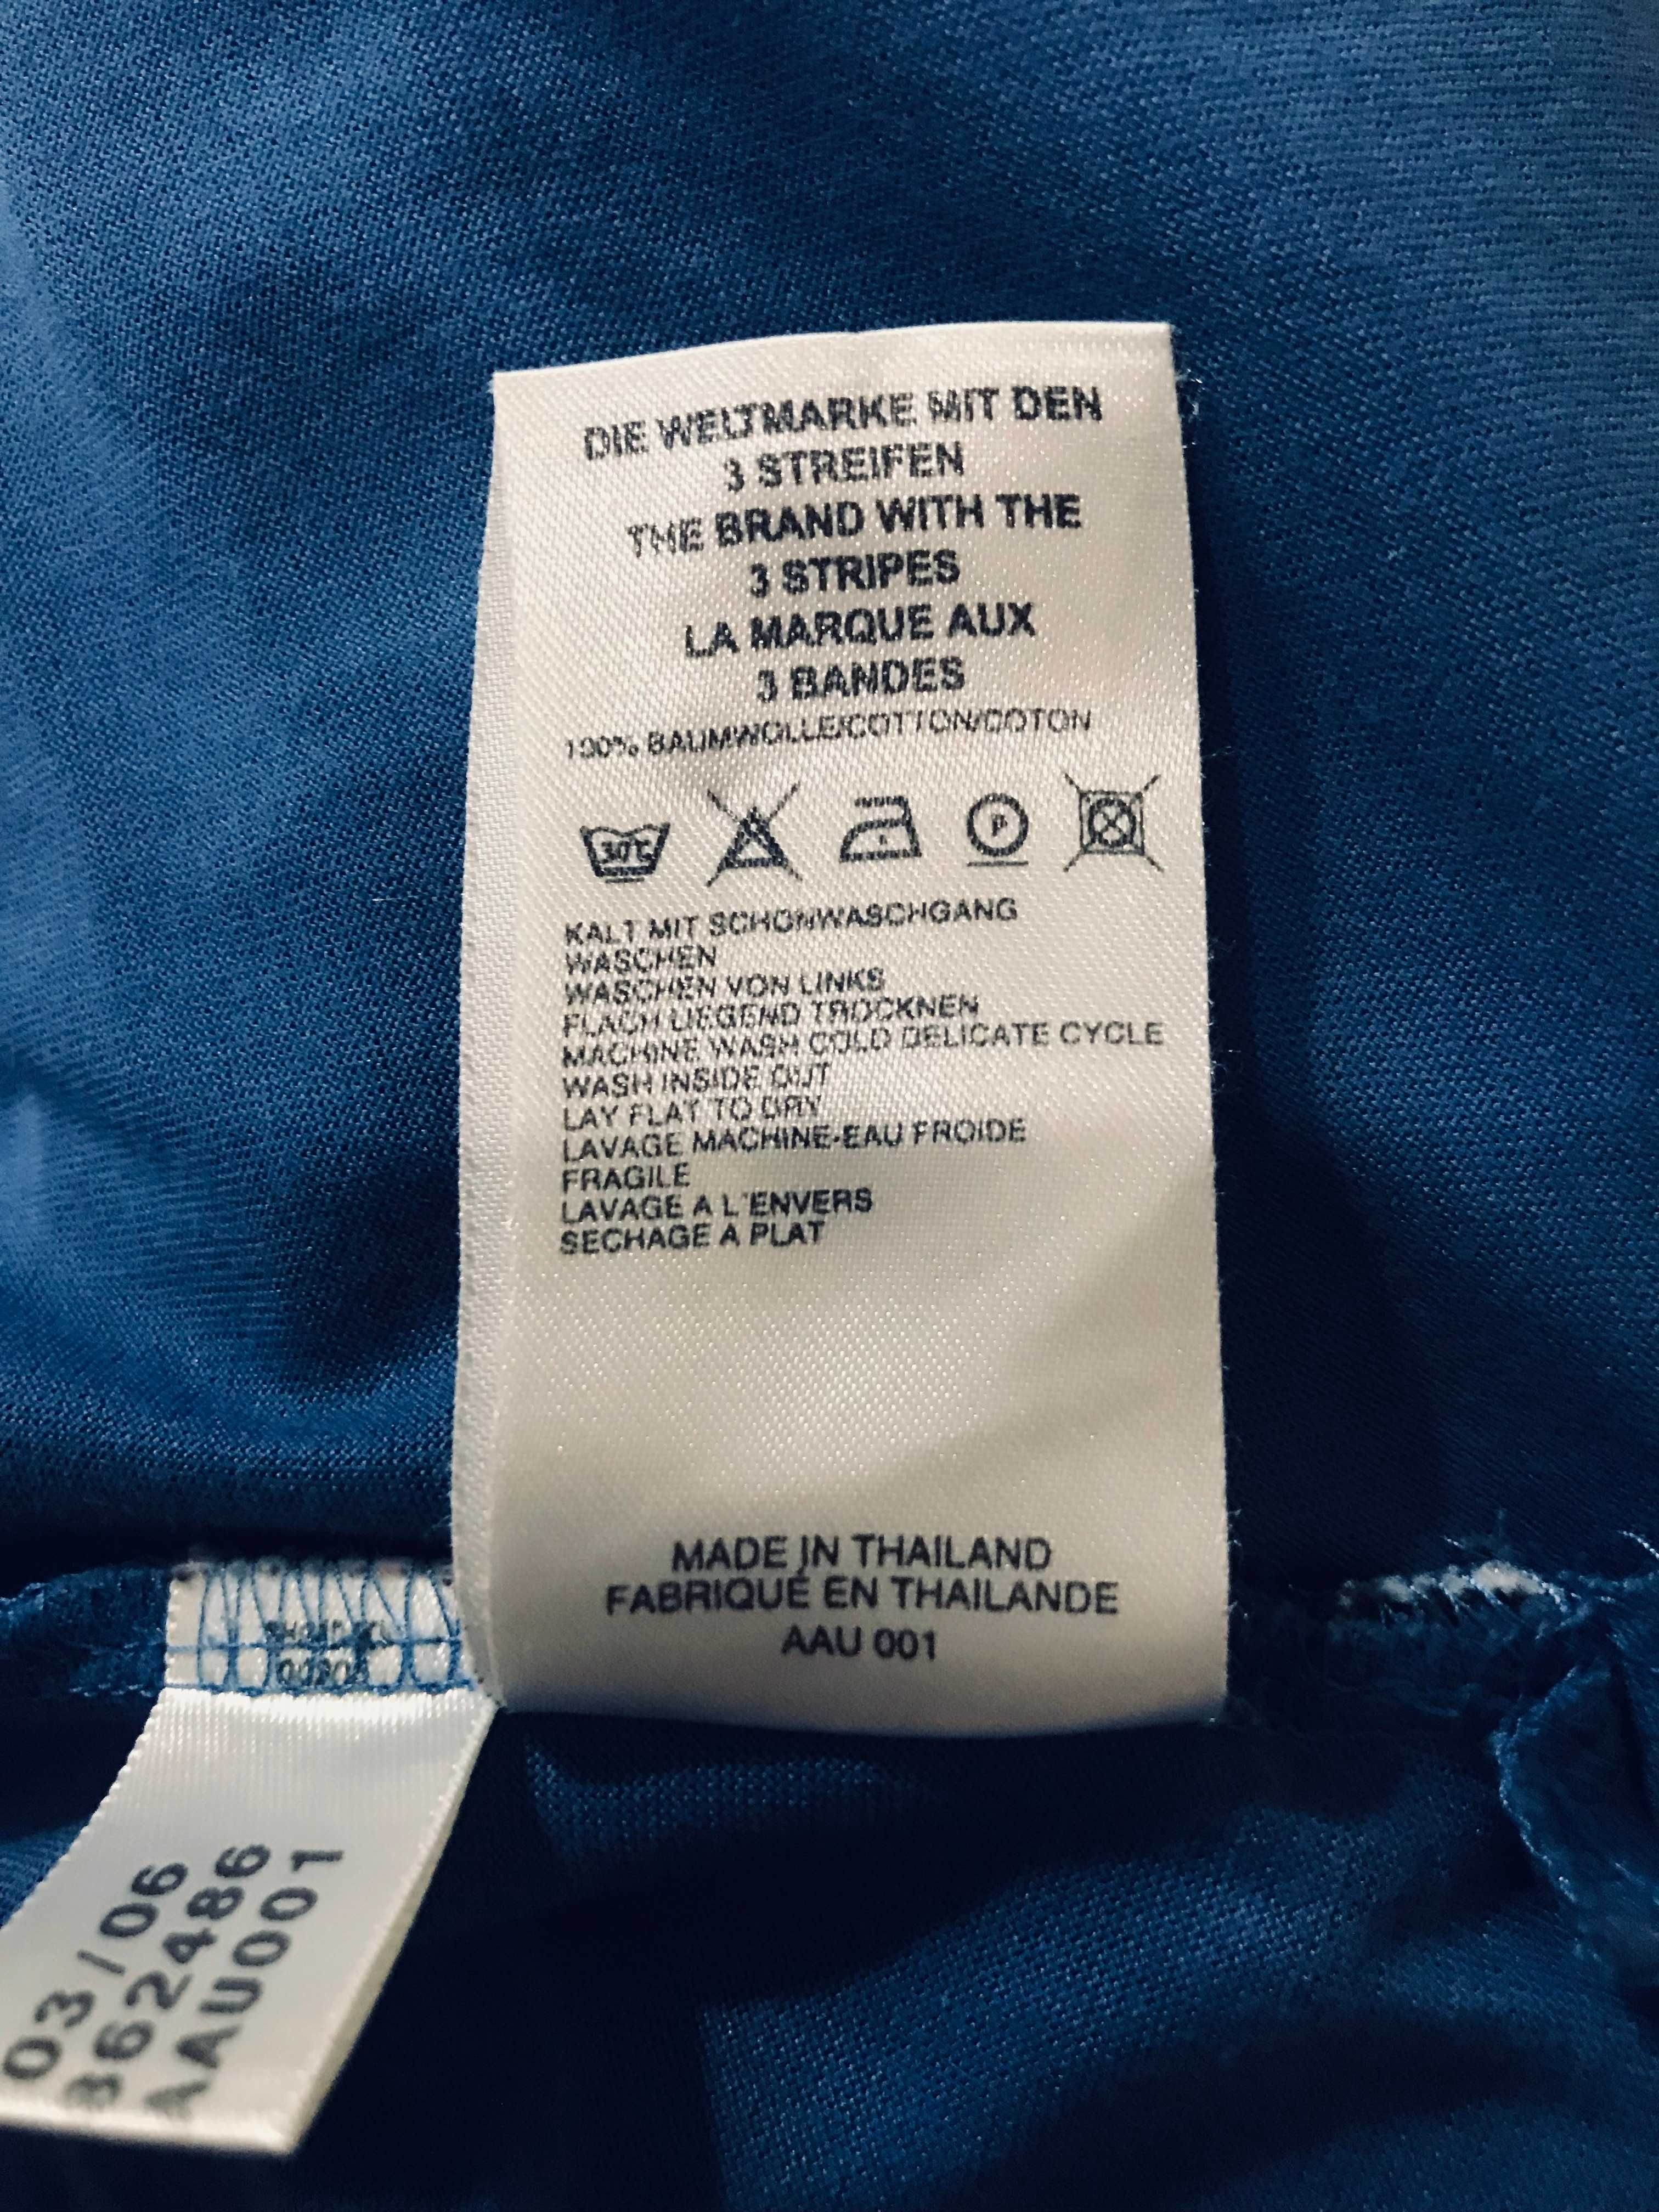 DIE WELTMARKE MIT DEN
3 STREIFEN
THE BRAND WITH THE
3 STRIPES
LA MARQUE AUX
3 BANDES
100% BAUMWOLLE/COTTON/COTON
30°C
P
KALT MIT SCHONWASCHGANG
WASCHEN
WASCHEN VON LINKS
FLACH LIEGEND TROCKNEN
MACHINE WASH COLD DELICATE CYCLE
WASH INSIDE OUT
LAY FLAT TO DRY
LAVAGE MACHINE-EAU FROIDE
FRAGILE
LAVAGE A L'ENVERS
SECHAGE A PLAT
MADE IN THAILAND
FABRIQUÉ EN THAILANDE
AAU 001
03/06
362486
AAU001